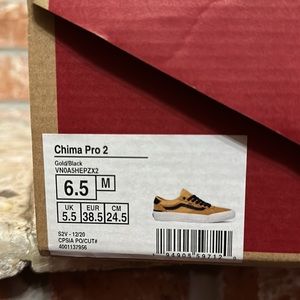 Chima Pro 2
Gold/Black
VN0A5HEPZX2
6.5 M
UK EUR CM
5.5 38.5 24.5
S2V - 12/20
CPSIA PO/CUT#
4001137956